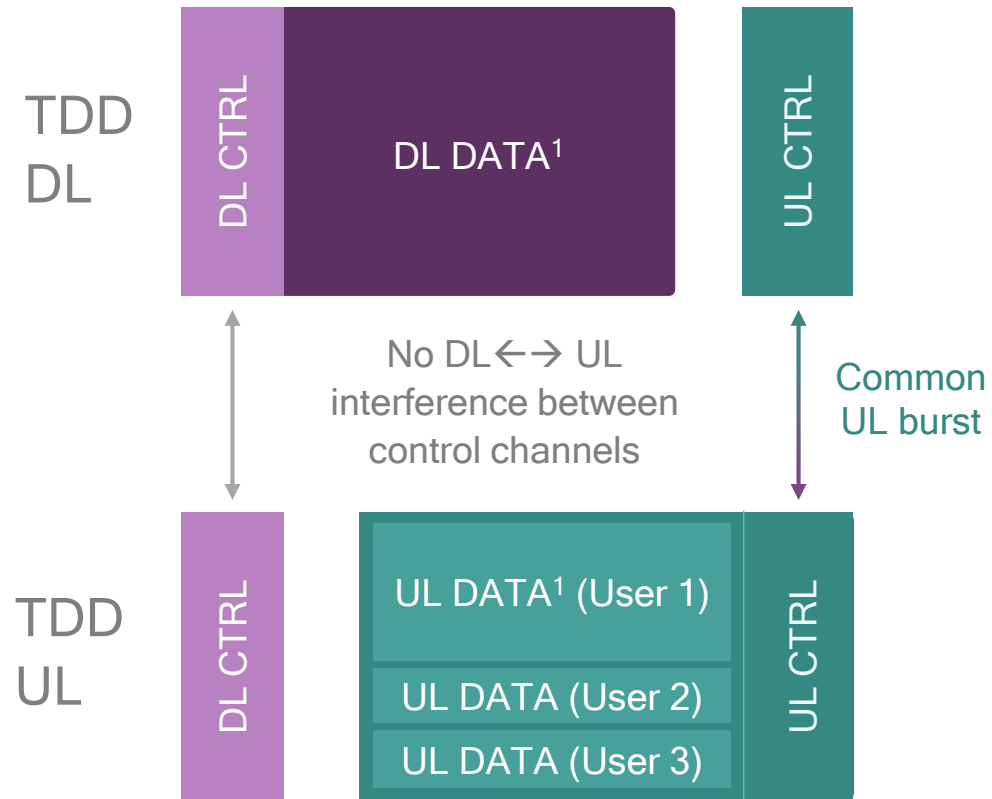 TDD
DL
DL CTRL
DL DATA¹
UL CTRL
No DL←→ UL
interference between
control channels
Common
UL burst
TDD
UL
DL CTRL
UL DATA¹ (User 1)
UL DATA (User 2)
UL DATA (User 3)
UL CTRL